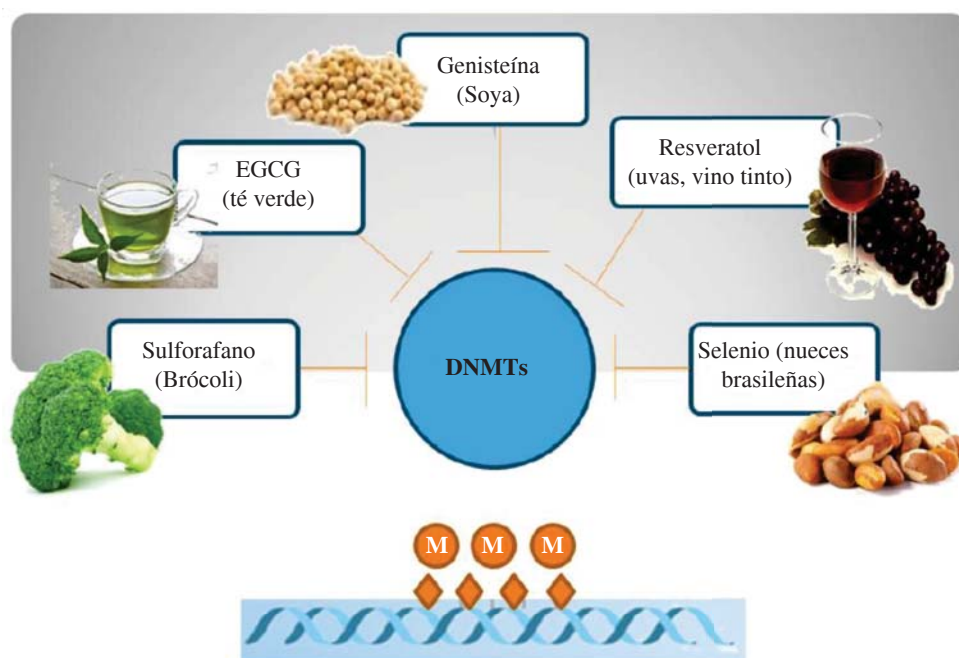 Genisteína
(Soya)
EGCG
(té verde)
Resveratol
(uvas, vino tinto)
Sulforafano
(Brócoli)
DNMTs
Selenio (nueces
brasileñas)
M M M